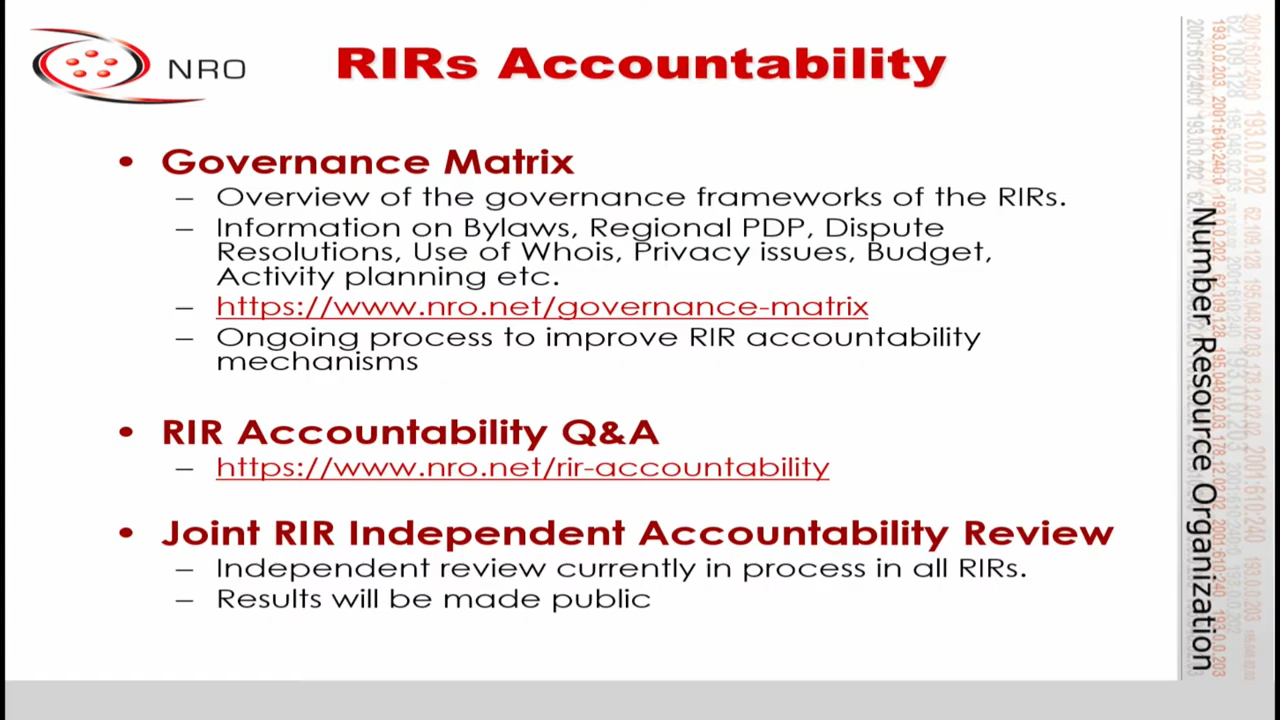 NRO
RIRs Accountability
• Governance Matrix
– Overview of the governance frameworks of the RIRs.
– Information on Bylaws, Regional PDP, Dispute
Resolutions, Use of Whois, Privacy issues, Budget,
Activity planning etc.
– https://www.nro.net/governance-matrix
– Ongoing process to improve RIR accountability
mechanisms
• RIR Accountability Q&A
– https://www.nro.net/rir-accountability
• Joint RIR Independent Accountability Review
– Independent review currently in process in all RIRs.
– Results will be made public
Number Resource Organization